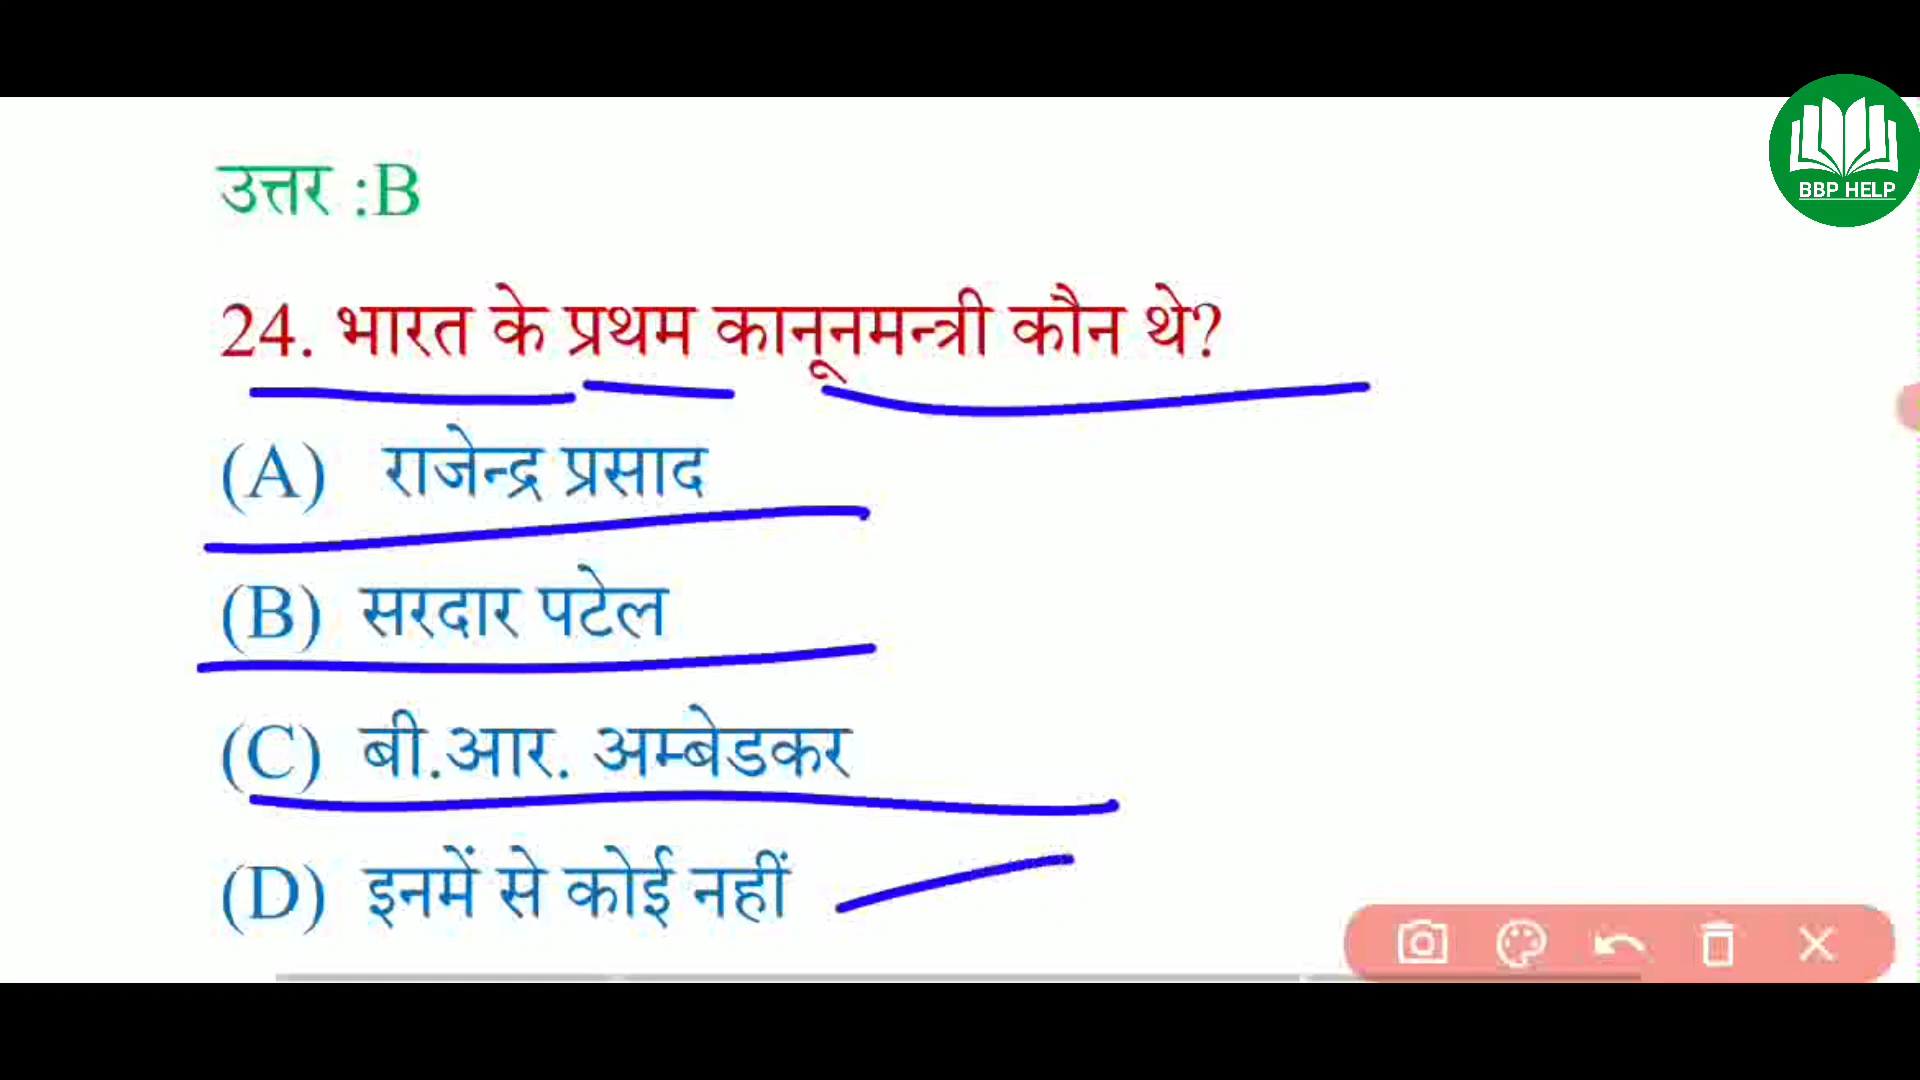 उत्तर :B
BBP HELP
24. भारत के प्रथम कानूनमन्त्री कौन थे?
(A) राजेन्द्र प्रसाद
(B) सरदार पटेल
(C) बी.आर. अम्बेडकर
(D) इनमें से कोई नहीं